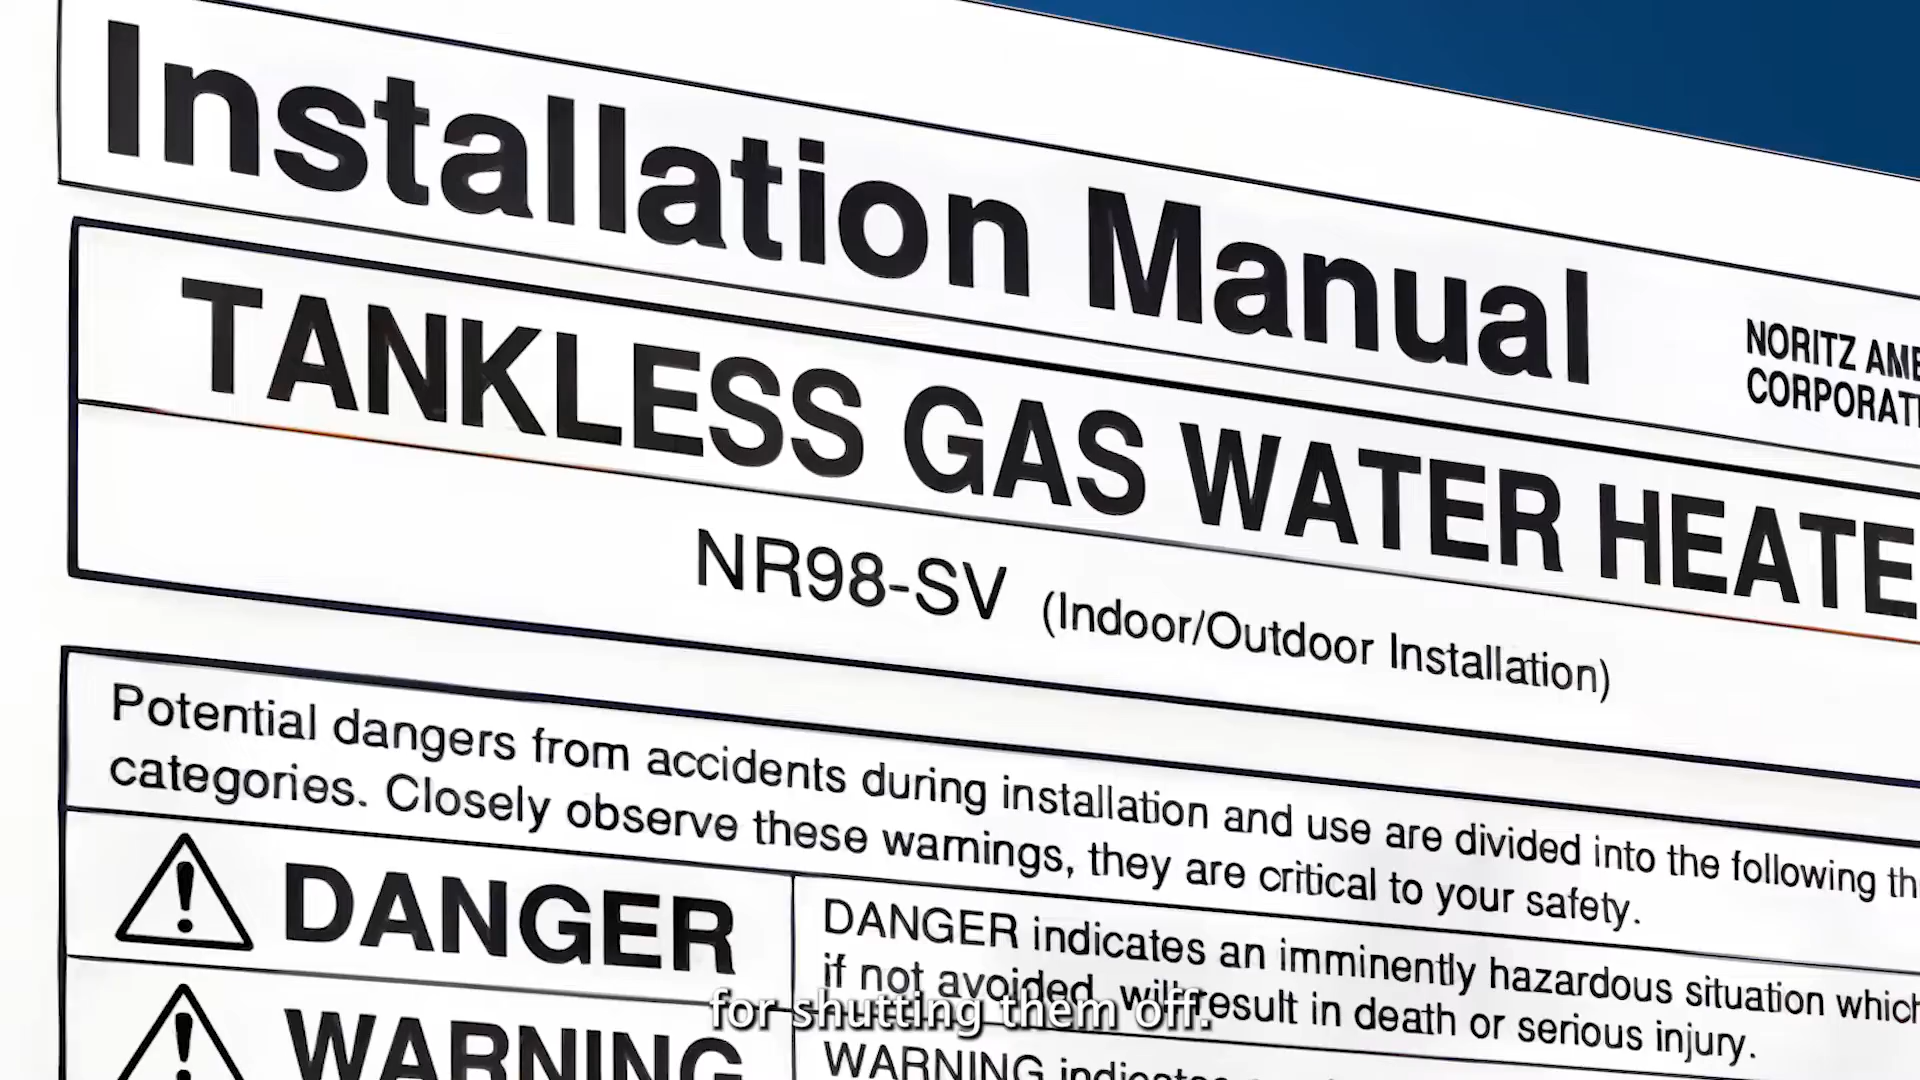 Installation Manual
NORITZ AME
CORPORATI
TANKLESS GAS WATER HEATE
NR98-SV (Indoor/Outdoor Installation)
Potential dangers from accidents during installation and use are divided into the following th
categories. Closely observe these warnings, they are critical to your safety.
DANGER
DANGER indicates an imminently hazardous situation which
if not avoided, will result in death or serious injury.
for shutting them off.
WARNING
WARNING indicates